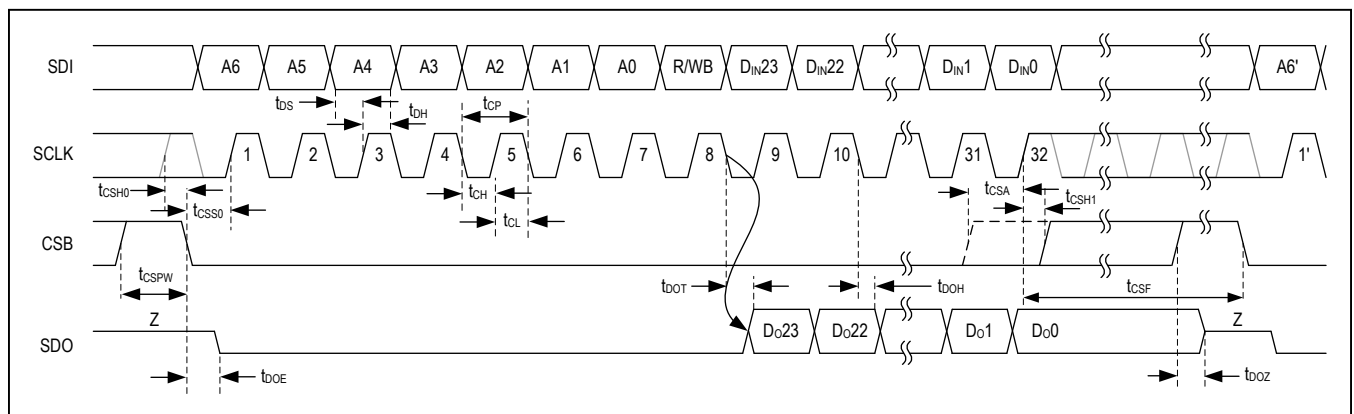 SDI A6 A5 A4 A3 A2 A1 A0 R/WB DIN23 DIN22 DIN1 DIN0 A6'
tDS tDH tCP
SCLK 1 2 3 4 5 6 7 8 9 10 31 32 1'
tCSH0 tCSS0 tCH tCL tCSA tCSH1
CSB
tCSPW tDOT tDOH tCSF
SDO Z DO23 DO22 DO1 DO0 Z
tDOE tDOZ